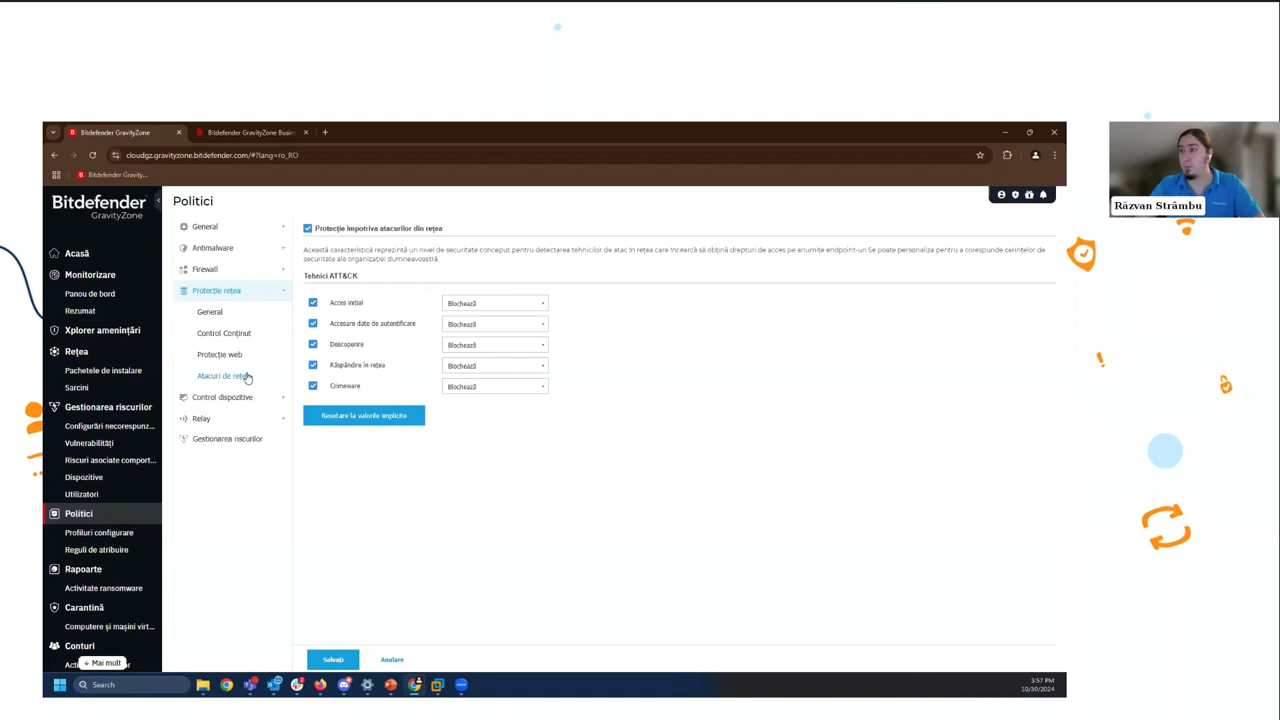 Bitdefender GravityZone
Bitdefender GravityZone Busin
cloudgz.gravityzone.bitdefender.com/#?lang=ro_RO
Bitdefender Gravity...
Bitdefender
GravityZone
Acasă
Monitorizare
Panou de bord
Rezumat
Xplorer amenințări
Rețea
Pachetele de instalare
Sarcini
Gestionarea riscurilor
Configurări necorespunz...
Vulnerabilități
Riscuri asociate comport...
Dispozitive
Utilizatori
Politici
Profiluri configurare
Reguli de atribuire
Rapoarte
Activitate ransomware
Carantină
Computere și mașini virt...
Conturi
Mai mult
Politici
General
Antimalware
Firewall
Protecție rețea
General
Control Conținut
Protecție web
Atacuri de rețea
Control dispozitive
Relay
Gestionarea riscurilor
Protecție împotriva atacurilor din rețea
Această caracteristică reprezintă un nivel de securitate conceput pentru detectarea tehnicilor de atac în rețea care încearcă să obțină drepturi de acces pe anumite endpoint-un Se poate personaliza pentru a corespunde cerințelor de
securitate ale organizației dumneavoastră
Tehnici ATT&CK
Acces inițial Blochează
Accesare date de autentificare Blochează
Descoperire Blochează
Răspândire în rețea Blochează
Crimeware Blochează
Resetare la valorile implicite
Salvați Anulare
Search
3:57 PM
10/30/2024
Răzvan Strâmbu